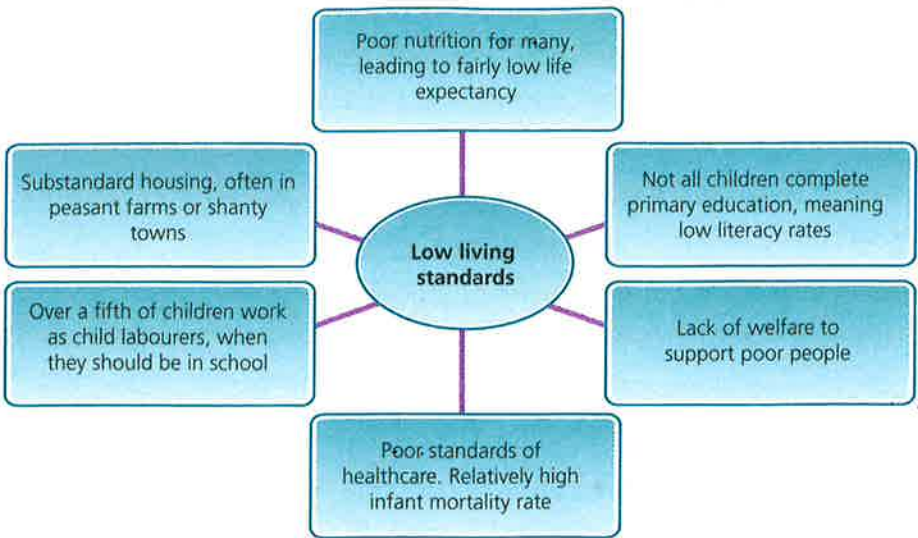 Poor nutrition for many,
leading to fairly low life
expectancy
Substandard housing, often in
peasant farms or shanty
towns
Not all children complete
primary education, meaning
low literacy rates
Low living
standards
Over a fifth of children work
as child labourers, when
they should be in school
Lack of welfare to
support poor people
Poor standards of
healthcare. Relatively high
infant mortality rate